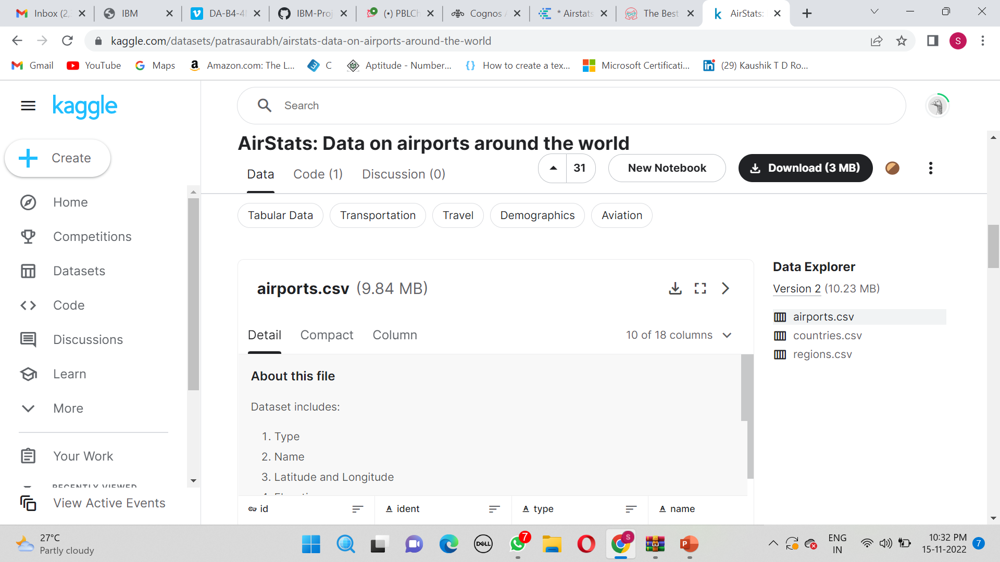 Inbox (2,
IBM
DA-B4-4
IBM-Proj
(•) PBLCh
Cognos A
* Airstats
The Best
AirStats:
kaggle.com/datasets/patrasaurabh/airstats-data-on-airports-around-the-world
S
Gmail
YouTube
Maps
Amazon.com: The L...
C
Aptitude - Number...
How to create a tex...
Microsoft Certificati...
(29) Kaushik T D Ro...
kaggle
Search
Create
AirStats: Data on airports around the world
Data
Code (1)
Discussion (0)
31
New Notebook
Download (3 MB)
Home
Competitions
Datasets
Code
Discussions
Learn
More
Your Work
RECENTLY VIEWED
View Active Events
Tabular Data
Transportation
Travel
Demographics
Aviation
airports.csv (9.84 MB)
Detail
Compact
Column
10 of 18 columns
About this file
Dataset includes:
1. Type
2. Name
3. Latitude and Longitude
id
A ident
A type
A name
Data Explorer
Version 2 (10.23 MB)
airports.csv
countries.csv
regions.csv
27°C
Partly cloudy
DELL
7
S
P
ENG
IN
10:32 PM
15-11-2022
7